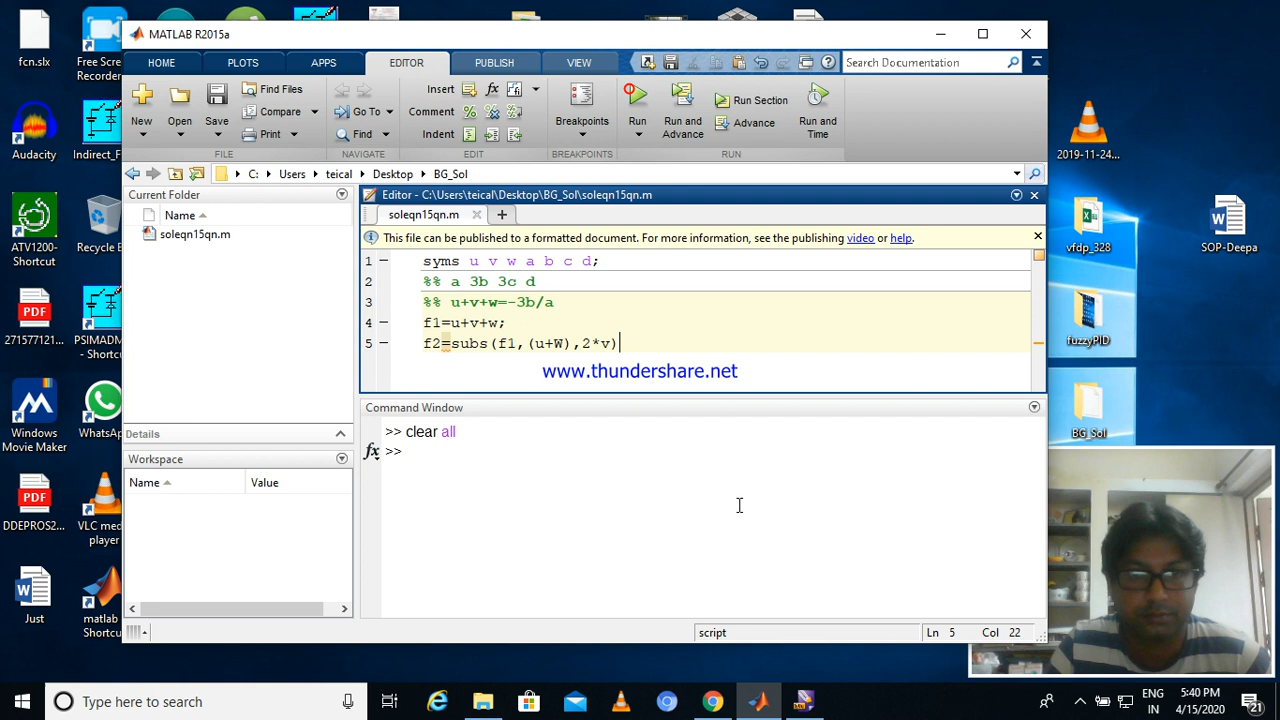 fcn.slx
Free Scre...
Recorder
Audacity
Indirect_F...
ATV1200-
Shortcut
Recycle B
271577121...
PSIMADM
Shortcu
Windows
Movie Maker
WhatsAp
DDEPROS2...
VLC med
player
Just
matlab
Shortcu
MATLAB R2015a
HOME
PLOTS
APPS
EDITOR
PUBLISH
VIEW
Search Documentation
New
Open
Save
Find Files
Compare
Print
FILE
Go To
Find
NAVIGATE
Insert
fx
Comment
Indent
EDIT
Breakpoints
BREAKPOINTS
Run
Run and
Advance
Run Section
Advance
Run and
Time
RUN
C:
Users
teical
Desktop
BG_Sol
Current Folder
Name
soleqn15qn.m
Details
Workspace
Name
Value
Editor - C:\Users\teical\Desktop\BG_Sol\soleqn15qn.m
soleqn15qn.m
This file can be published to a formatted document. For more information, see the publishing video or help.
1 syms u v w a b c d;
2 %% a 3b 3c d
3 %% u+v+w=-3b/a
4 f1=u+v+w;
5 f2=subs(f1,(u+W),2*v)
www.thundershare.net
Command Window
>> clear all
fx >>
script
Ln 5 Col 22
2019-11-24...
vfdp_328
SOP-Deepa
fuzzyPID
BG_Sol
Type here to search
ENG
IN
5:40 PM
4/15/2020
21